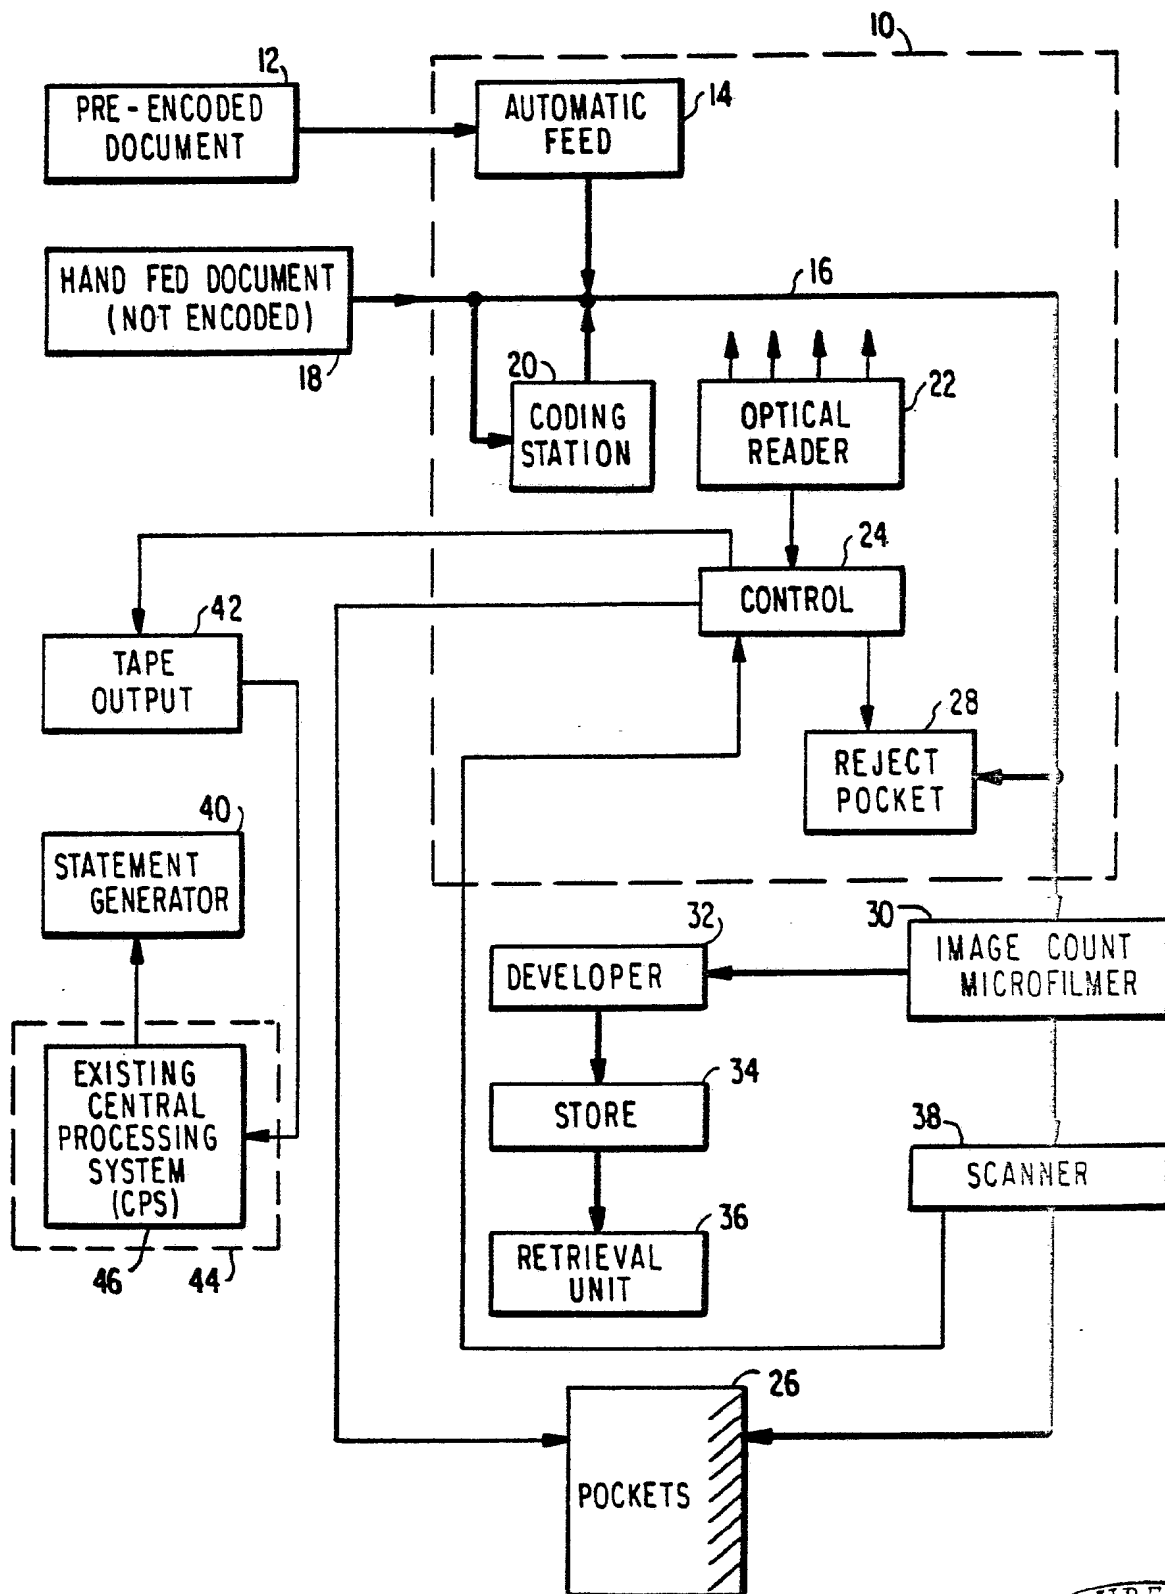 10
12
PRE-ENCODED
DOCUMENT
AUTOMATIC
FEED
14
HAND FED DOCUMENT
(NOT ENCODED)
18
16
20
CODING
STATION
OPTICAL
READER
22
24
CONTROL
42
TAPE
OUTPUT
28
REJECT
POCKET
40
STATEMENT
GENERATOR
32
DEVELOPER
30
IMAGE COUNT
MICROFILMER
EXISTING
CENTRAL
PROCESSING
SYSTEM
(CPS)
46
44
34
STORE
38
SCANNER
36
RETRIEVAL
UNIT
26
POCKETS